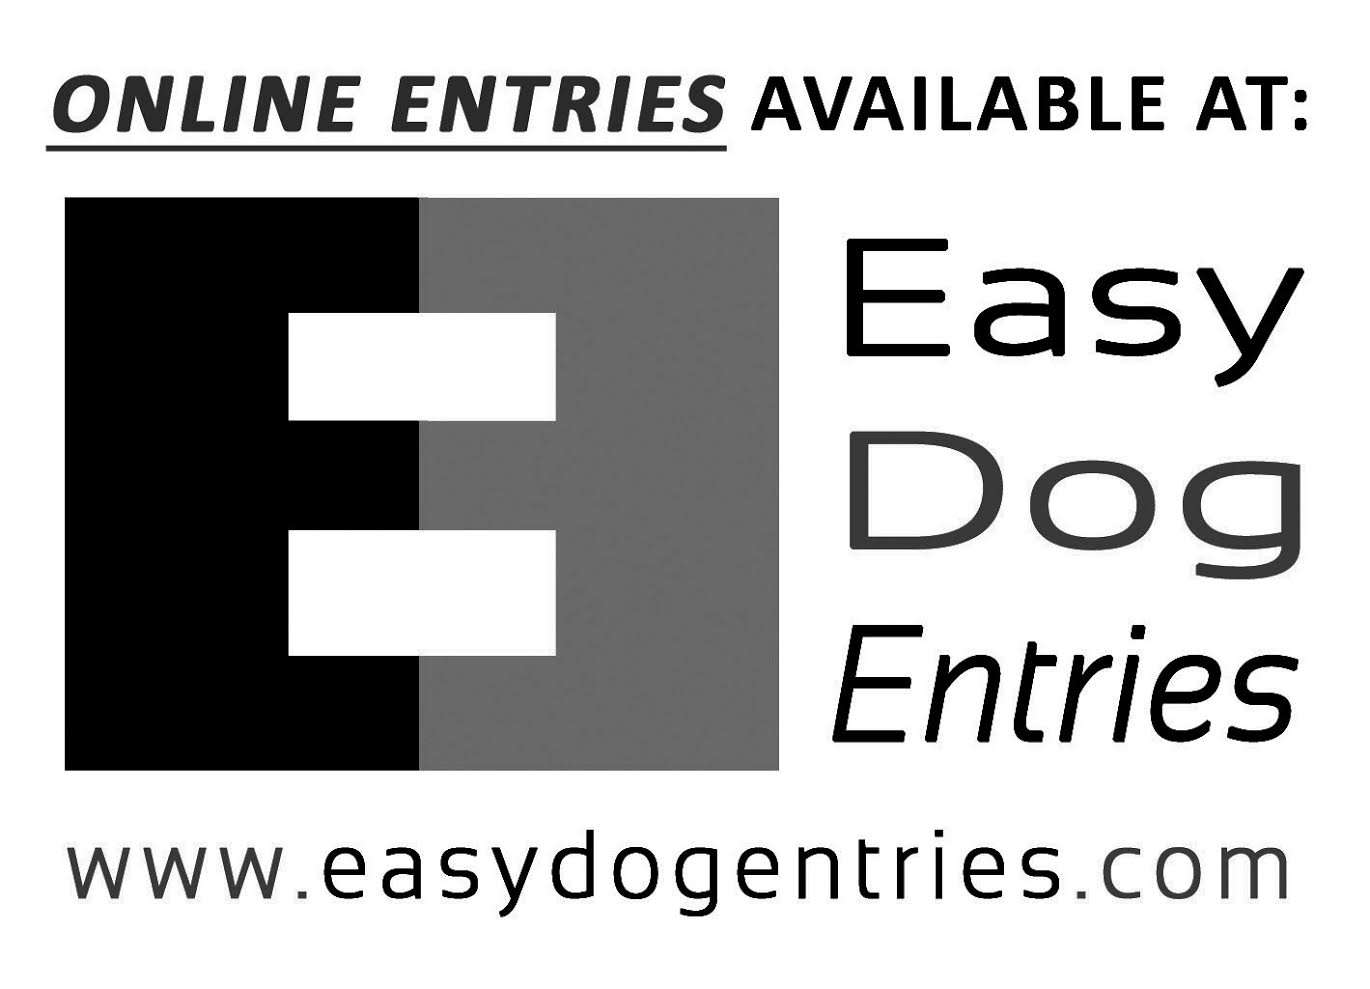 ONLINE ENTRIES AVAILABLE AT:
Easy
Dog
Entries
www.easydogentries.com